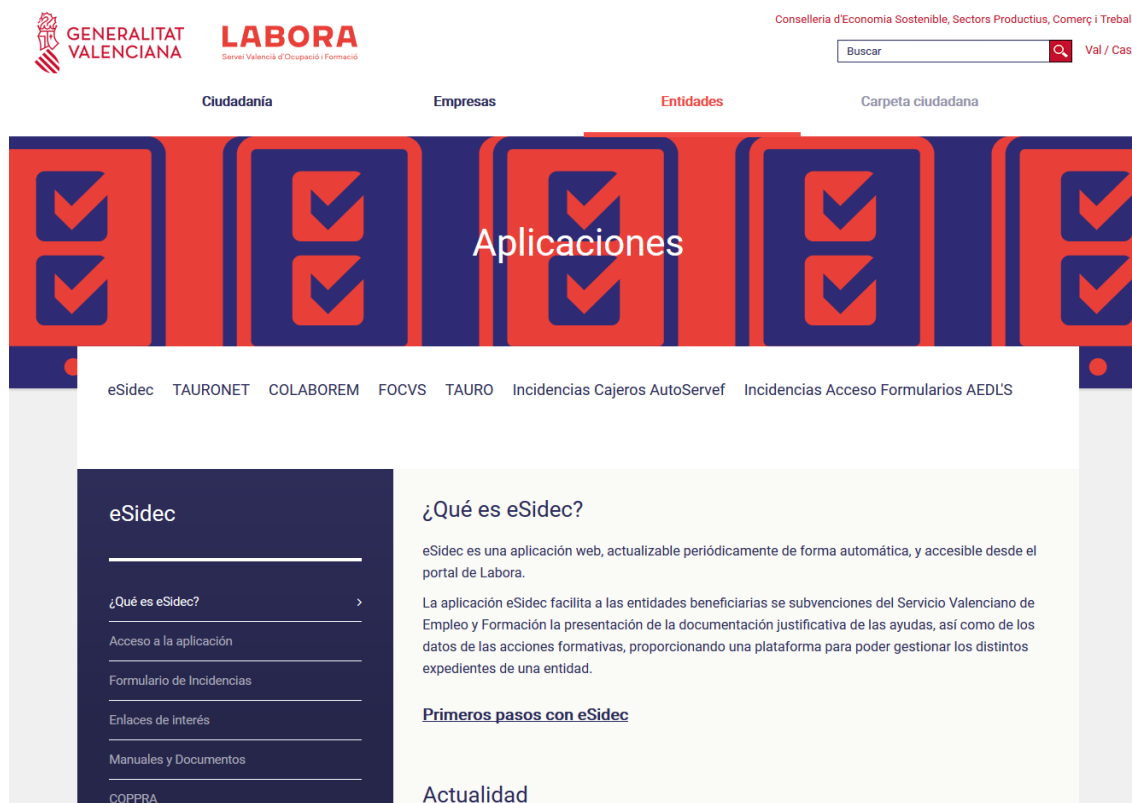 GENERALITAT
VALENCIANA
LABORA
Servei Valencià d'Ocupació i Formació
Conselleria d'Economia Sostenible, Sectors Productius, Comerç i Trebal
Buscar
Val / Cas
Ciudadanía
Empresas
Entidades
Carpeta ciudadana
Aplicaciones
eSidec TAURONET COLABOREM FOCVS TAURO Incidencias Cajeros AutoServef Incidencias Acceso Formularios AEDL'S
eSidec
¿Qué es eSidec?
Acceso a la aplicación
Formulario de Incidencias
Enlaces de interés
Manuales y Documentos
COPPRA
¿Qué es eSidec?
eSidec es una aplicación web, actualizable periódicamente de forma automática, y accesible desde el
portal de Labora.
La aplicación eSidec facilita a las entidades beneficiarias se subvenciones del Servicio Valenciano de
Empleo y Formación la presentación de la documentación justificativa de las ayudas, así como de los
datos de las acciones formativas, proporcionando una plataforma para poder gestionar los distintos
expedientes de una entidad.
Primeros pasos con eSidec
Actualidad